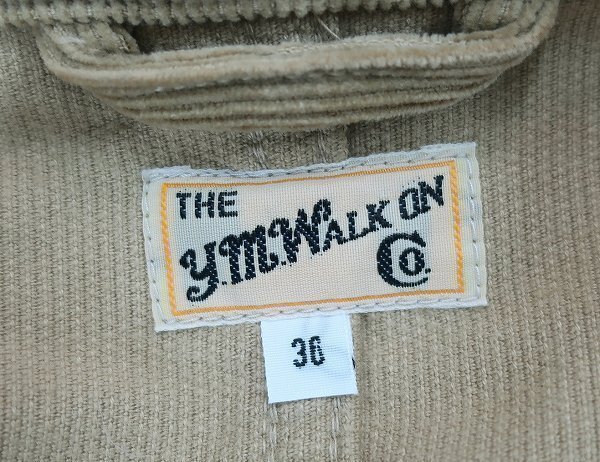 THE
Y.M.WALK ON
Co.
36